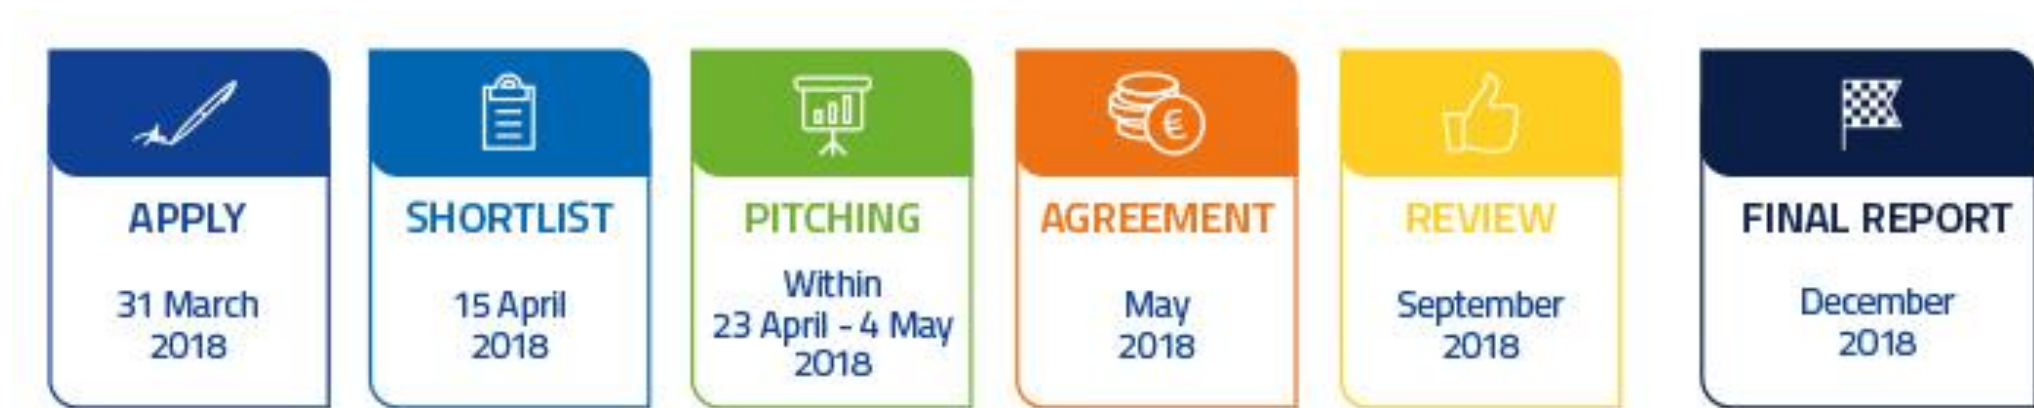 APPLY
31 March
2018
SHORTLIST
15 April
2018
PITCHING
Within
23 April - 4 May
2018
€
AGREEMENT
May
2018
REVIEW
September
2018
FINAL REPORT
December
2018